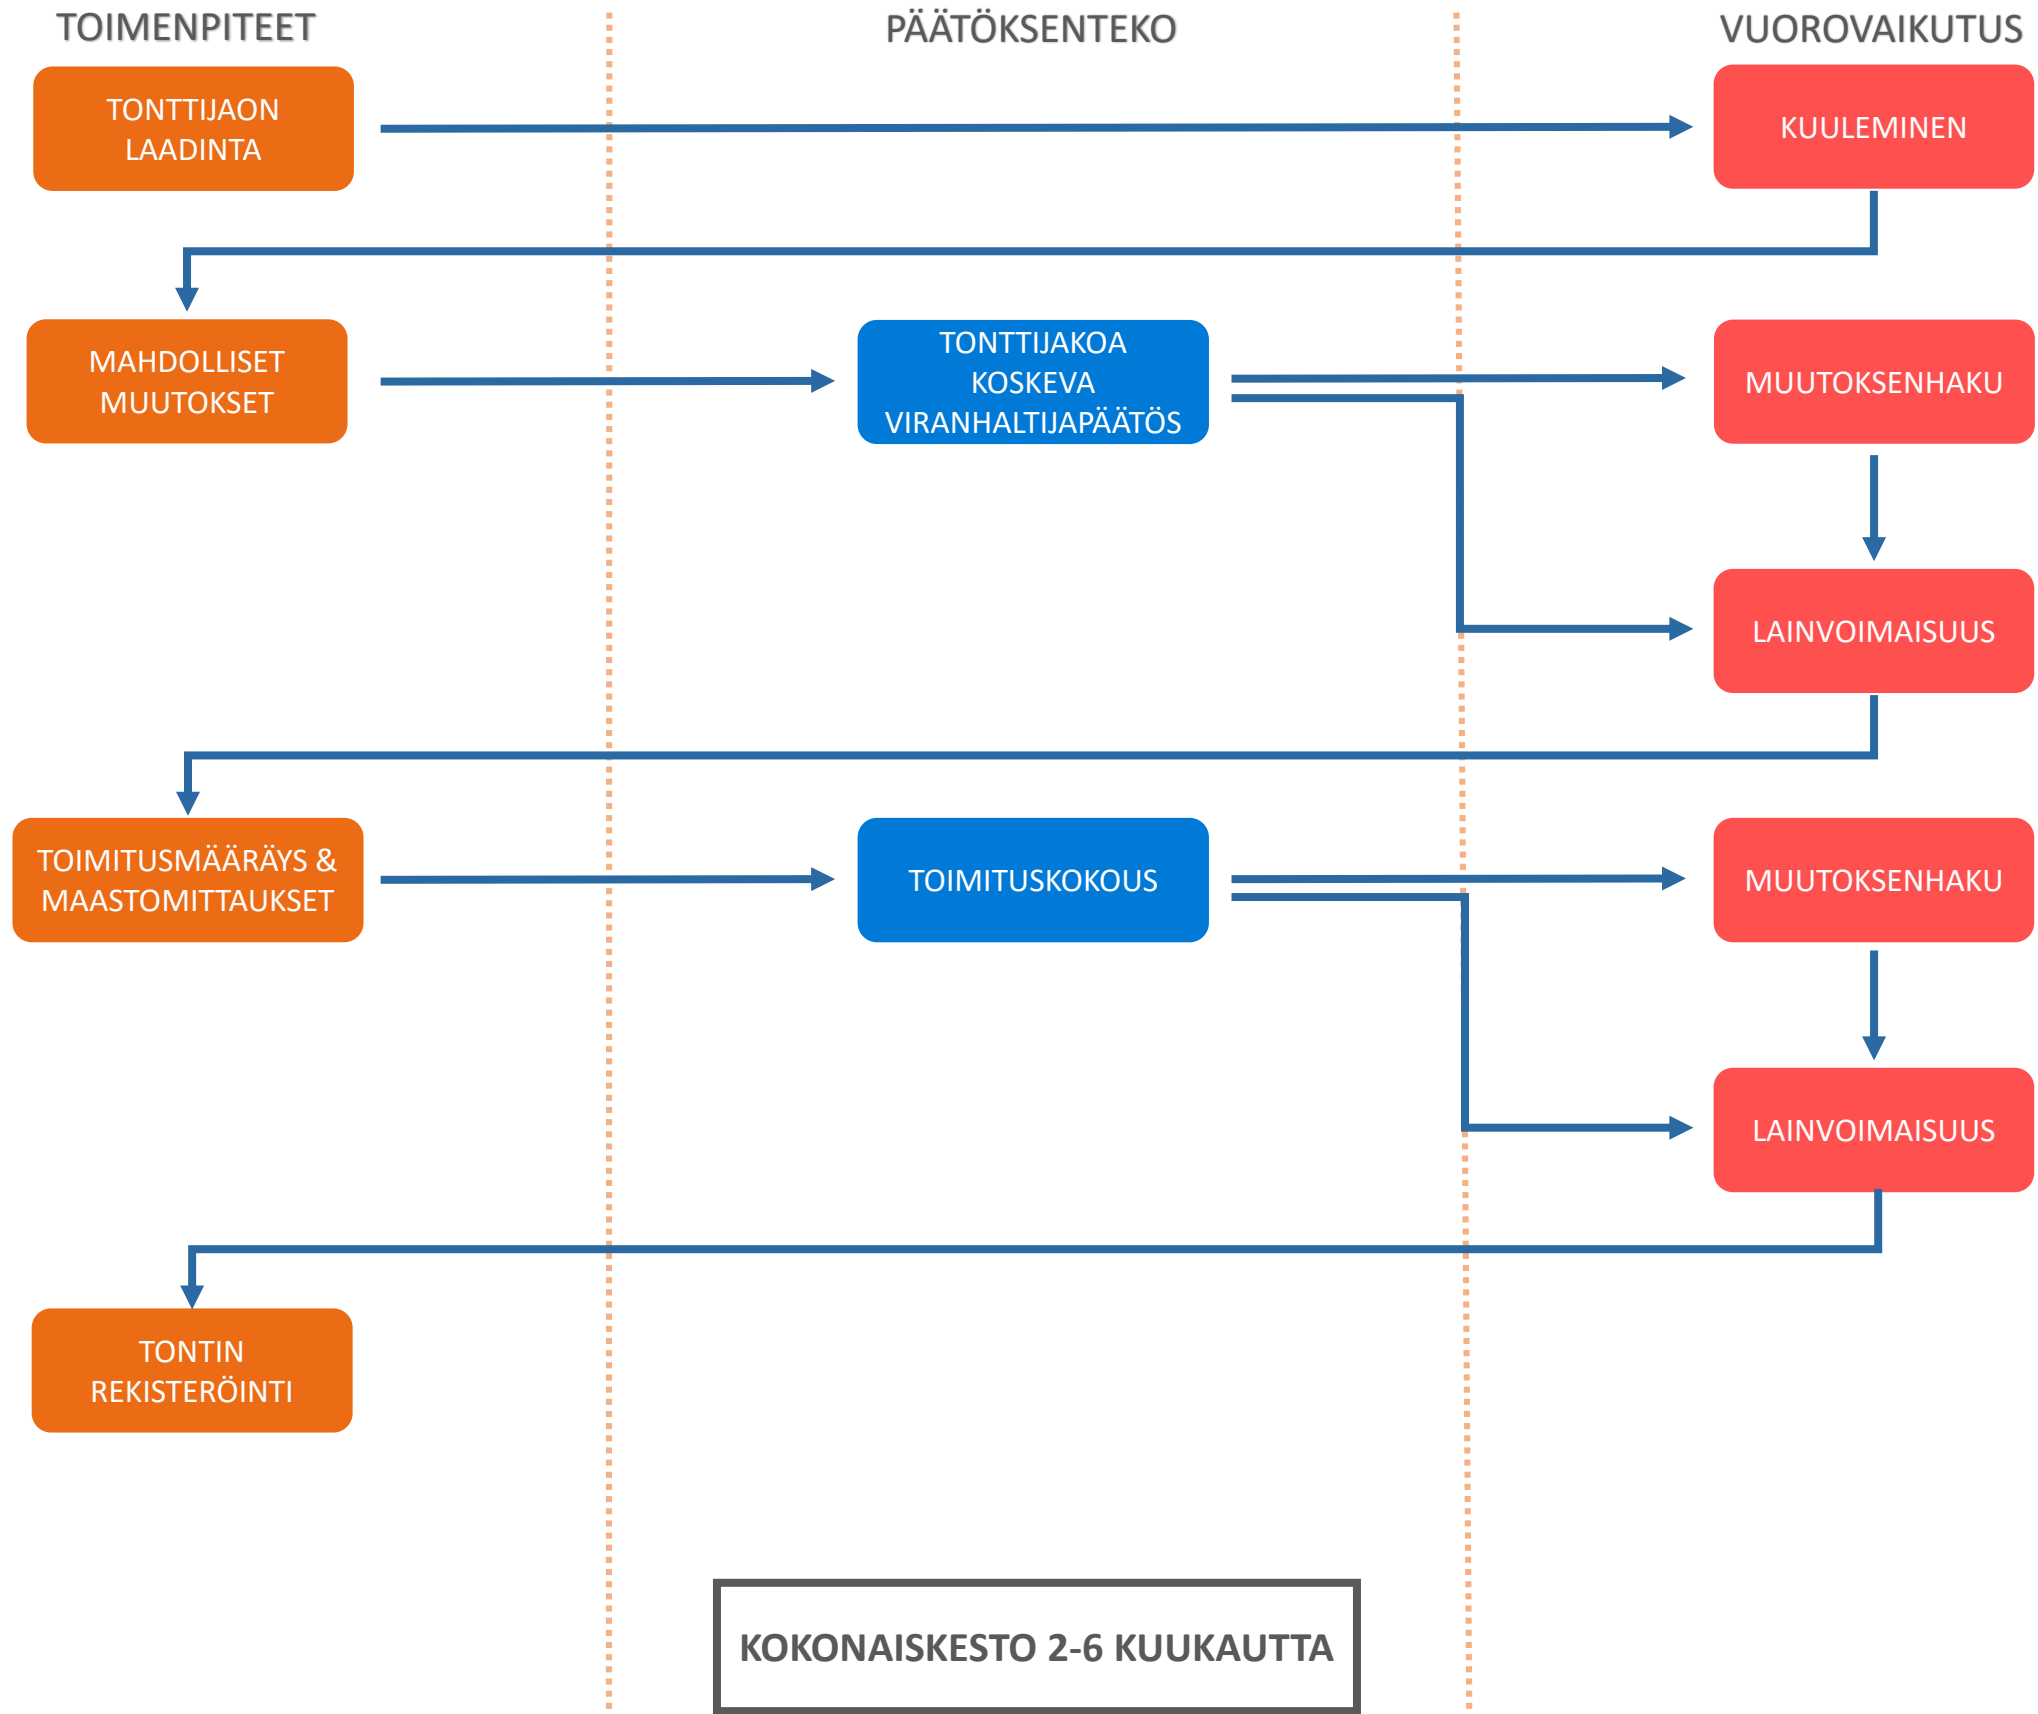 TOIMENPITEET
PÄÄTÖKSENTEKO
VUOROVAIKUTUS
TONTTIJAON
LAADINTA
KUULEMINEN
MAHDOLLISET
MUUTOKSET
TONTTIJAKOA
KOSKEVA
VIRANHALTIJAPÄÄTÖS
MUUTOKSENHAKU
LAINVOIMAISUUS
TOIMITUSMÄÄRÄYS &
MAASTOMITTAUKSET
TOIMITUSKOKOUS
MUUTOKSENHAKU
LAINVOIMAISUUS
TONTIN
REKISTERÖINTI
KOKONAISKESTO 2-6 KUUKAUTTA